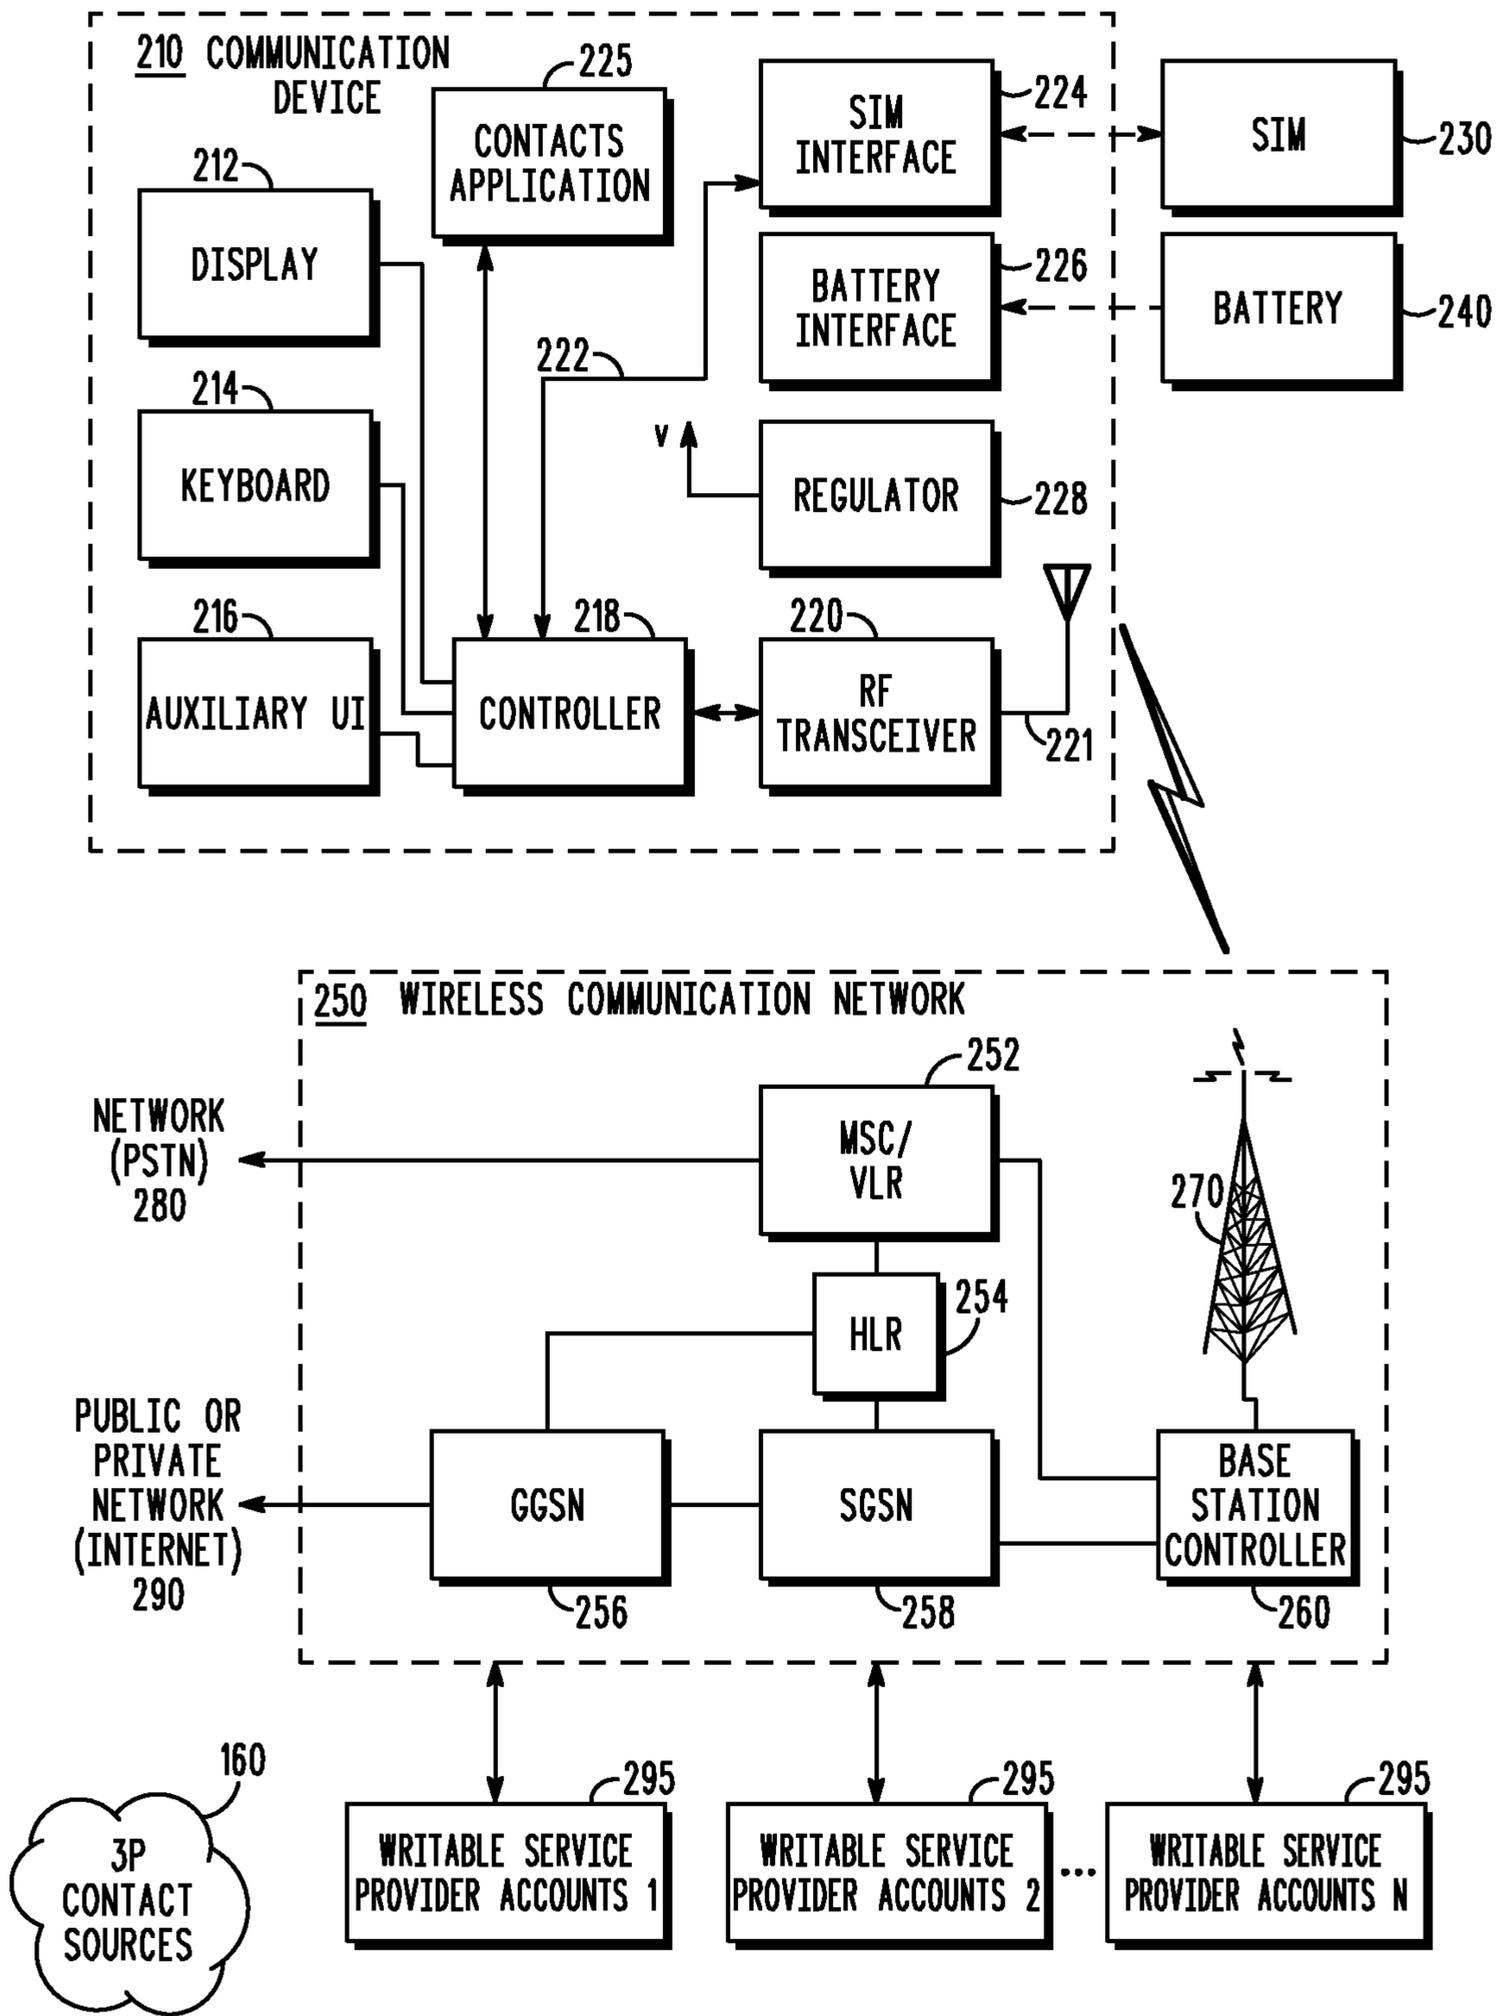 210 COMMUNICATION
DEVICE
225
CONTACTS
APPLICATION
224
SIM
INTERFACE
SIM
230
212
DISPLAY
226
BATTERY
INTERFACE
BATTERY
240
222
214
KEYBOARD
V
REGULATOR
228
216
AUXILIARY UI
218
CONTROLLER
220
RF
TRANSCEIVER
221
250 WIRELESS COMMUNICATION NETWORK
252
MSC/
VLR
NETWORK
(PSTN)
280
270
254
HLR
PUBLIC OR
PRIVATE
NETWORK
(INTERNET)
290
GGSN
256
SGSN
258
BASE
STATION
CONTROLLER
260
160
3P
CONTACT
SOURCES
295
WRITABLE SERVICE
PROVIDER ACCOUNTS 1
295
WRITABLE SERVICE
PROVIDER ACCOUNTS 2
...
295
WRITABLE SERVICE
PROVIDER ACCOUNTS N